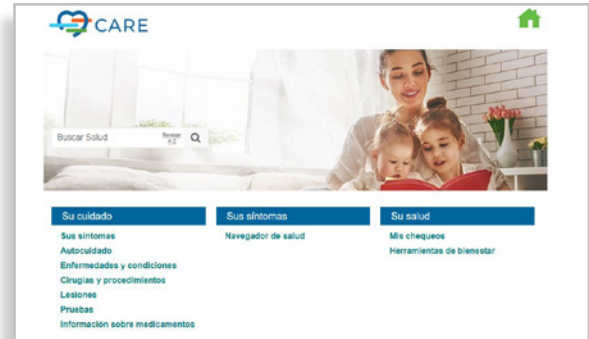 CARE
Buscar Salud
Su cuidado
Sus síntomas
Autocuidado
Enfermedades y condiciones
Cirugías y procedimientos
Lesiones
Pruebas
Información sobre medicamentos
Sus síntomas
Navegador de salud
Su salud
Mis chequeos
Herramientas de bienestar